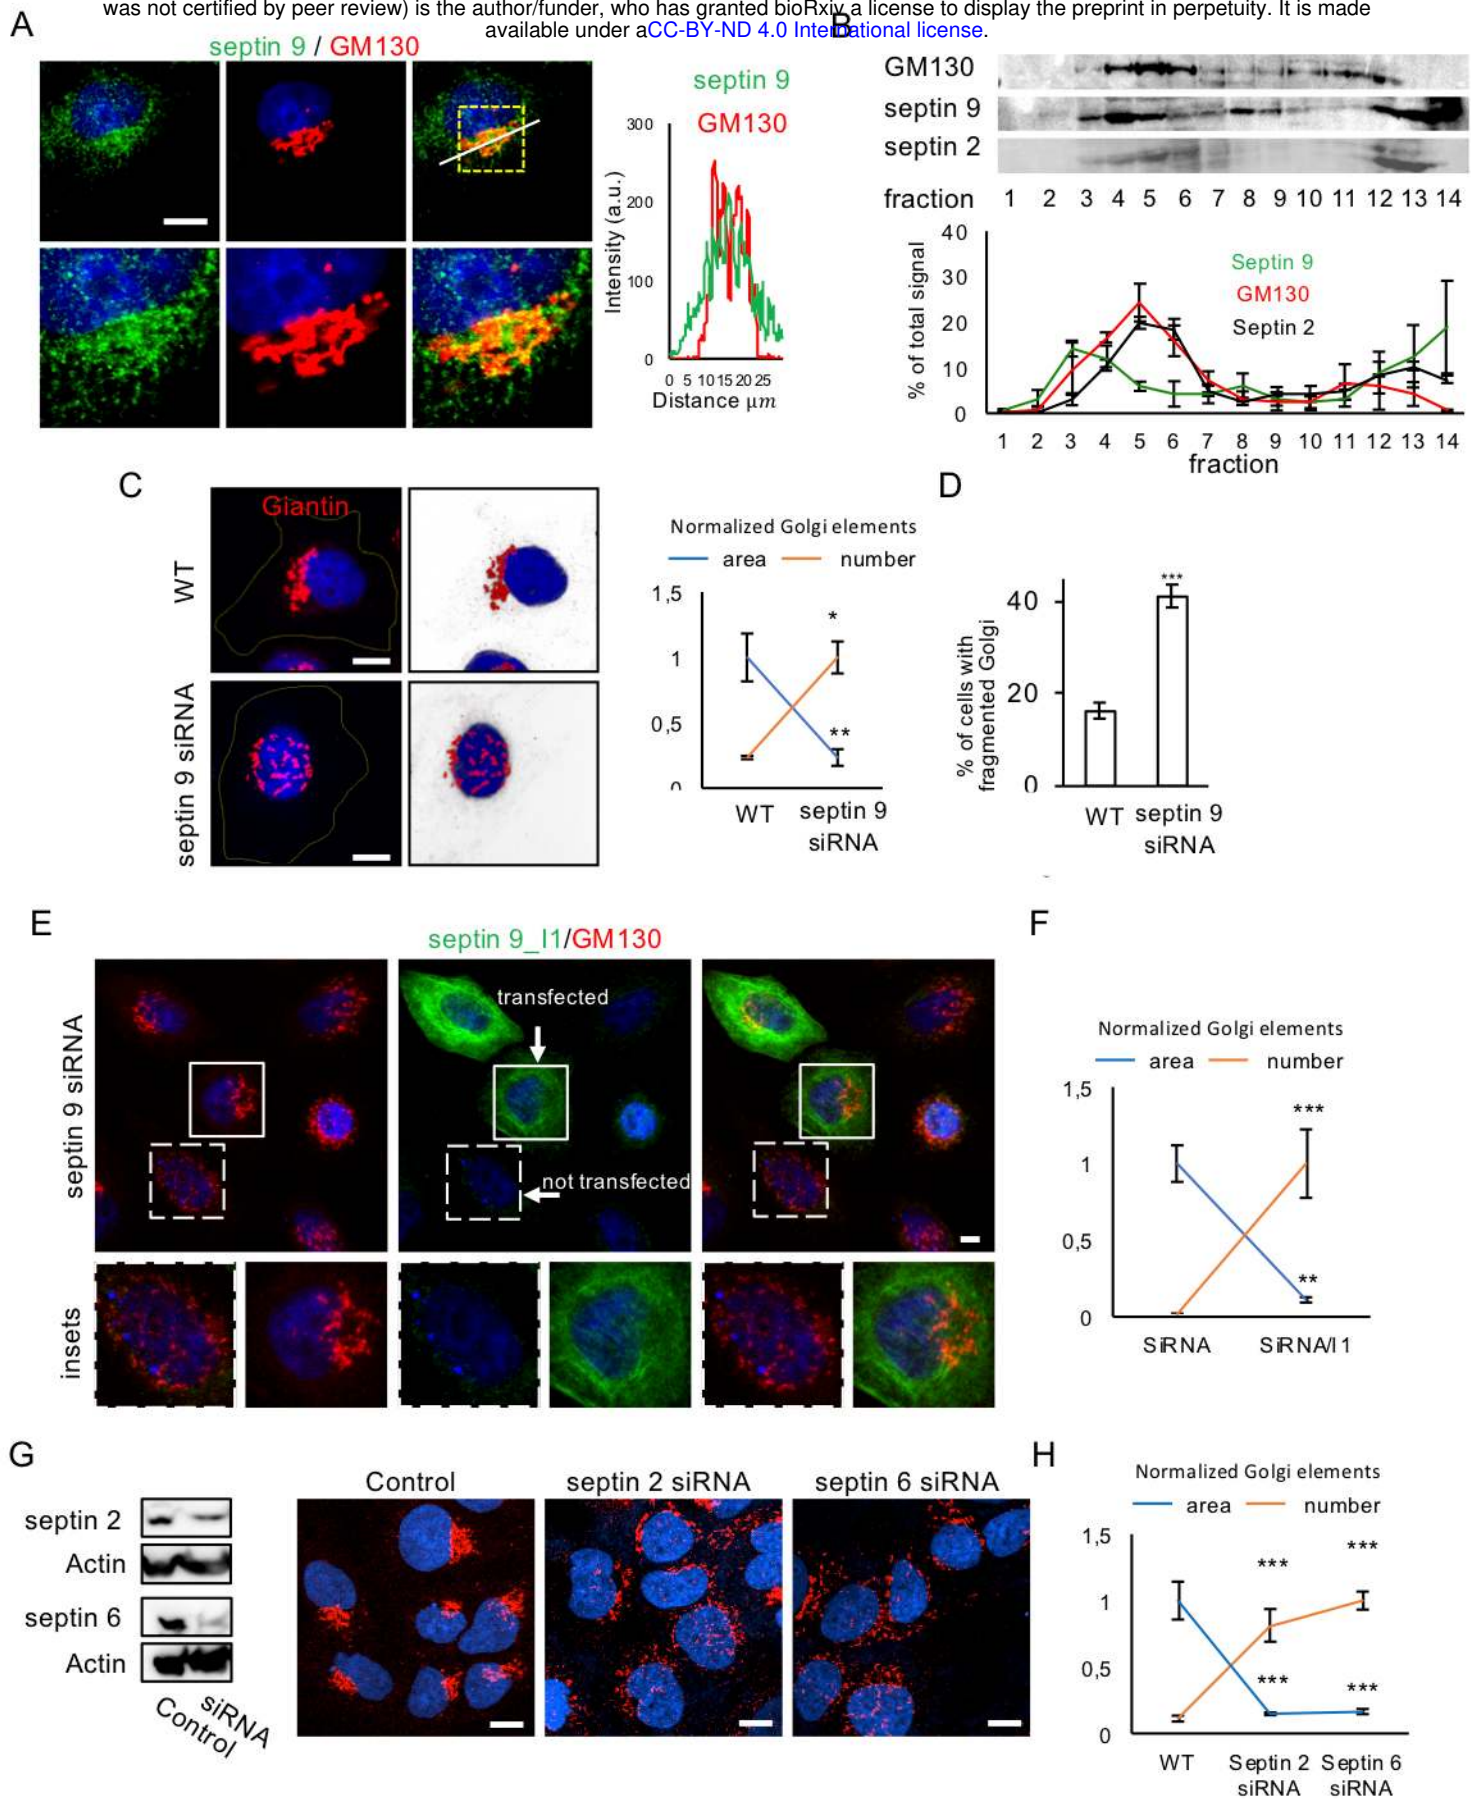 was not certified by peer review) is the author/funder, who has granted bioRxiv a license to display the preprint in perpetuity. It is made
available under aCC-BY-ND 4.0 International license.
A
septin 9 / GM130
septin 9
GM130
Intensity (a.u.)
300
200
100
0
0 5 10 15 20 25
Distance µm
B
GM130
septin 9
septin 2
fraction 1 2 3 4 5 6 7 8 9 10 11 12 13 14
% of total signal
40
30
20
10
0
Septin 9
GM130
Septin 2
1 2 3 4 5 6 7 8 9 10 11 12 13 14
fraction
C
Giantin
WT
septin 9 siRNA
Normalized Golgi elements
area number
1,5
1
0,5
0
*
**
WT septin 9
siRNA
D
% of cells with
fragmented Golgi
40
20
0
***
WT septin 9
siRNA
E
septin 9_I1/GM130
septin 9 siRNA
transfected
not transfected
insets
F
Normalized Golgi elements
area number
1,5
1
0,5
0
***
**
SiRNA SiRNA/I1
G
septin 2
Actin
septin 6
Actin
Control
siRNA
Control septin 2 siRNA septin 6 siRNA
H
Normalized Golgi elements
area number
1,5
1
0,5
0
***
***
***
***
WT Septin 2 Septin 6
siRNA siRNA